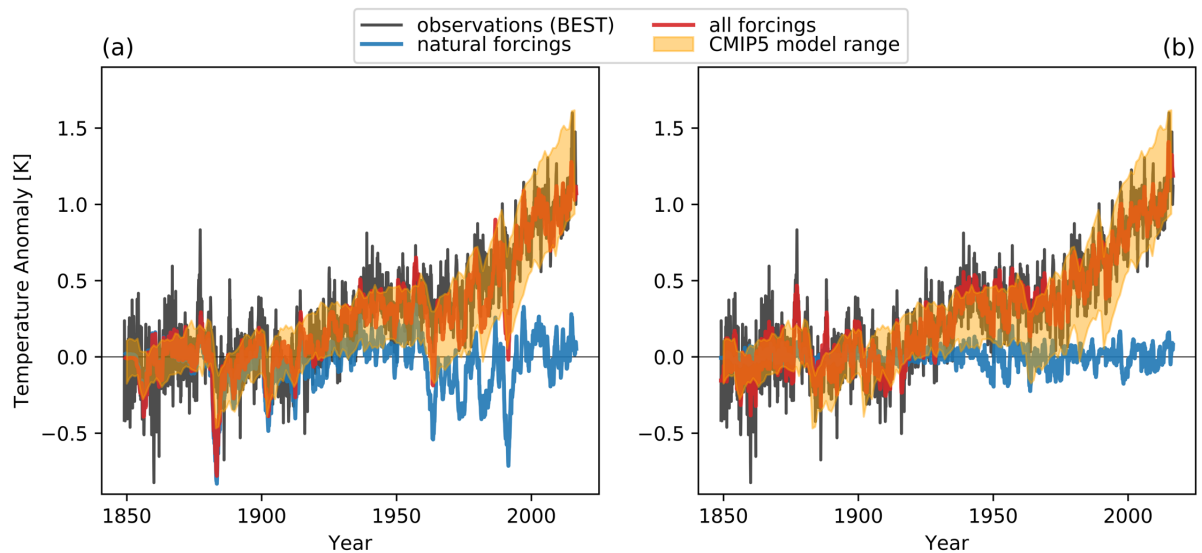 observations (BEST)
natural forcings
all forcings
CMIP5 model range
(a)
(b)
Temperature Anomaly [K]
1.5
1.0
0.5
0.0
−0.5
1850
1900
1950
2000
Year
1.5
1.0
0.5
0.0
−0.5
1850
1900
1950
2000
Year